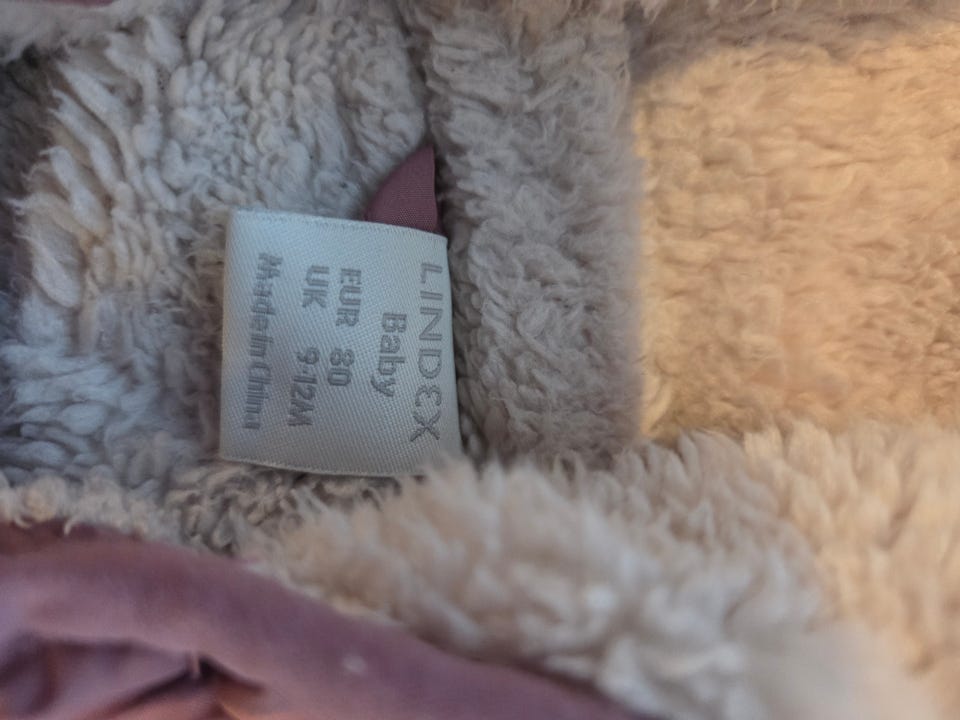 LINDEX
Baby
EUR 80
UK 9-12M
Made in China